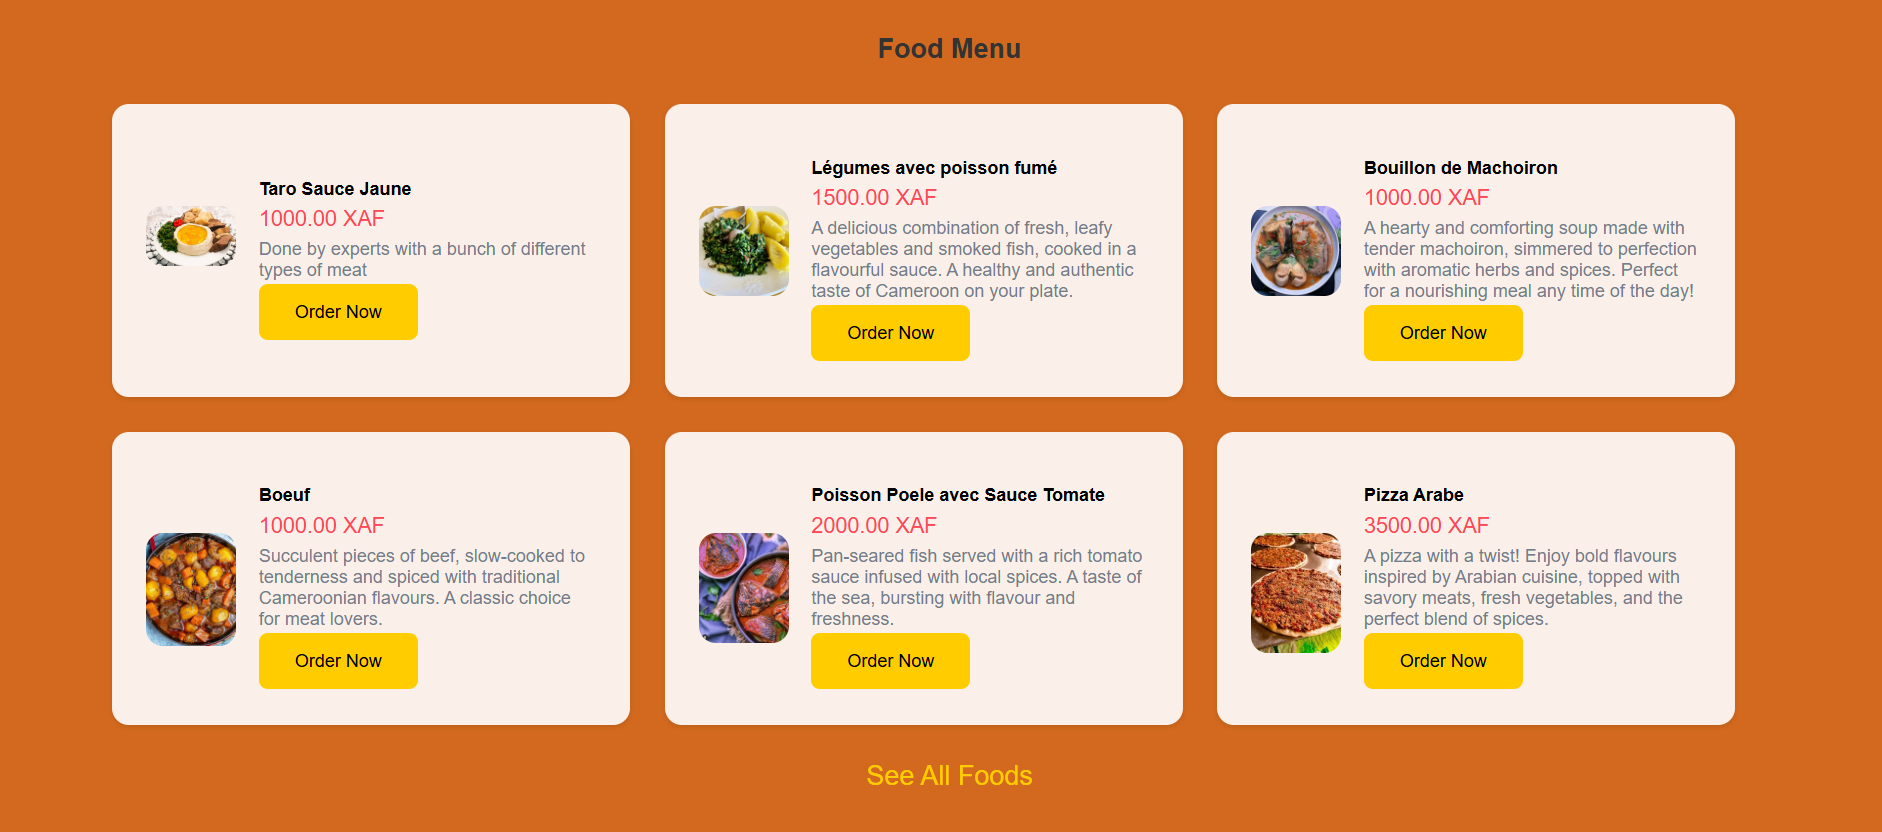 Food Menu
Taro Sauce Jaune
1000.00 XAF
Done by experts with a bunch of different
types of meat
Order Now
Légumes avec poisson fumé
1500.00 XAF
A delicious combination of fresh, leafy
vegetables and smoked fish, cooked in a
flavourful sauce. A healthy and authentic
taste of Cameroon on your plate.
Order Now
Bouillon de Machoiron
1000.00 XAF
A hearty and comforting soup made with
tender machoiron, simmered to perfection
with aromatic herbs and spices. Perfect
for a nourishing meal any time of the day!
Order Now
Boeuf
1000.00 XAF
Succulent pieces of beef, slow-cooked to
tenderness and spiced with traditional
Cameroonian flavours. A classic choice
for meat lovers.
Order Now
Poisson Poele avec Sauce Tomate
2000.00 XAF
Pan-seared fish served with a rich tomato
sauce infused with local spices. A taste of
the sea, bursting with flavour and
freshness.
Order Now
Pizza Arabe
3500.00 XAF
A pizza with a twist! Enjoy bold flavours
inspired by Arabian cuisine, topped with
savory meats, fresh vegetables, and the
perfect blend of spices.
Order Now
See All Foods